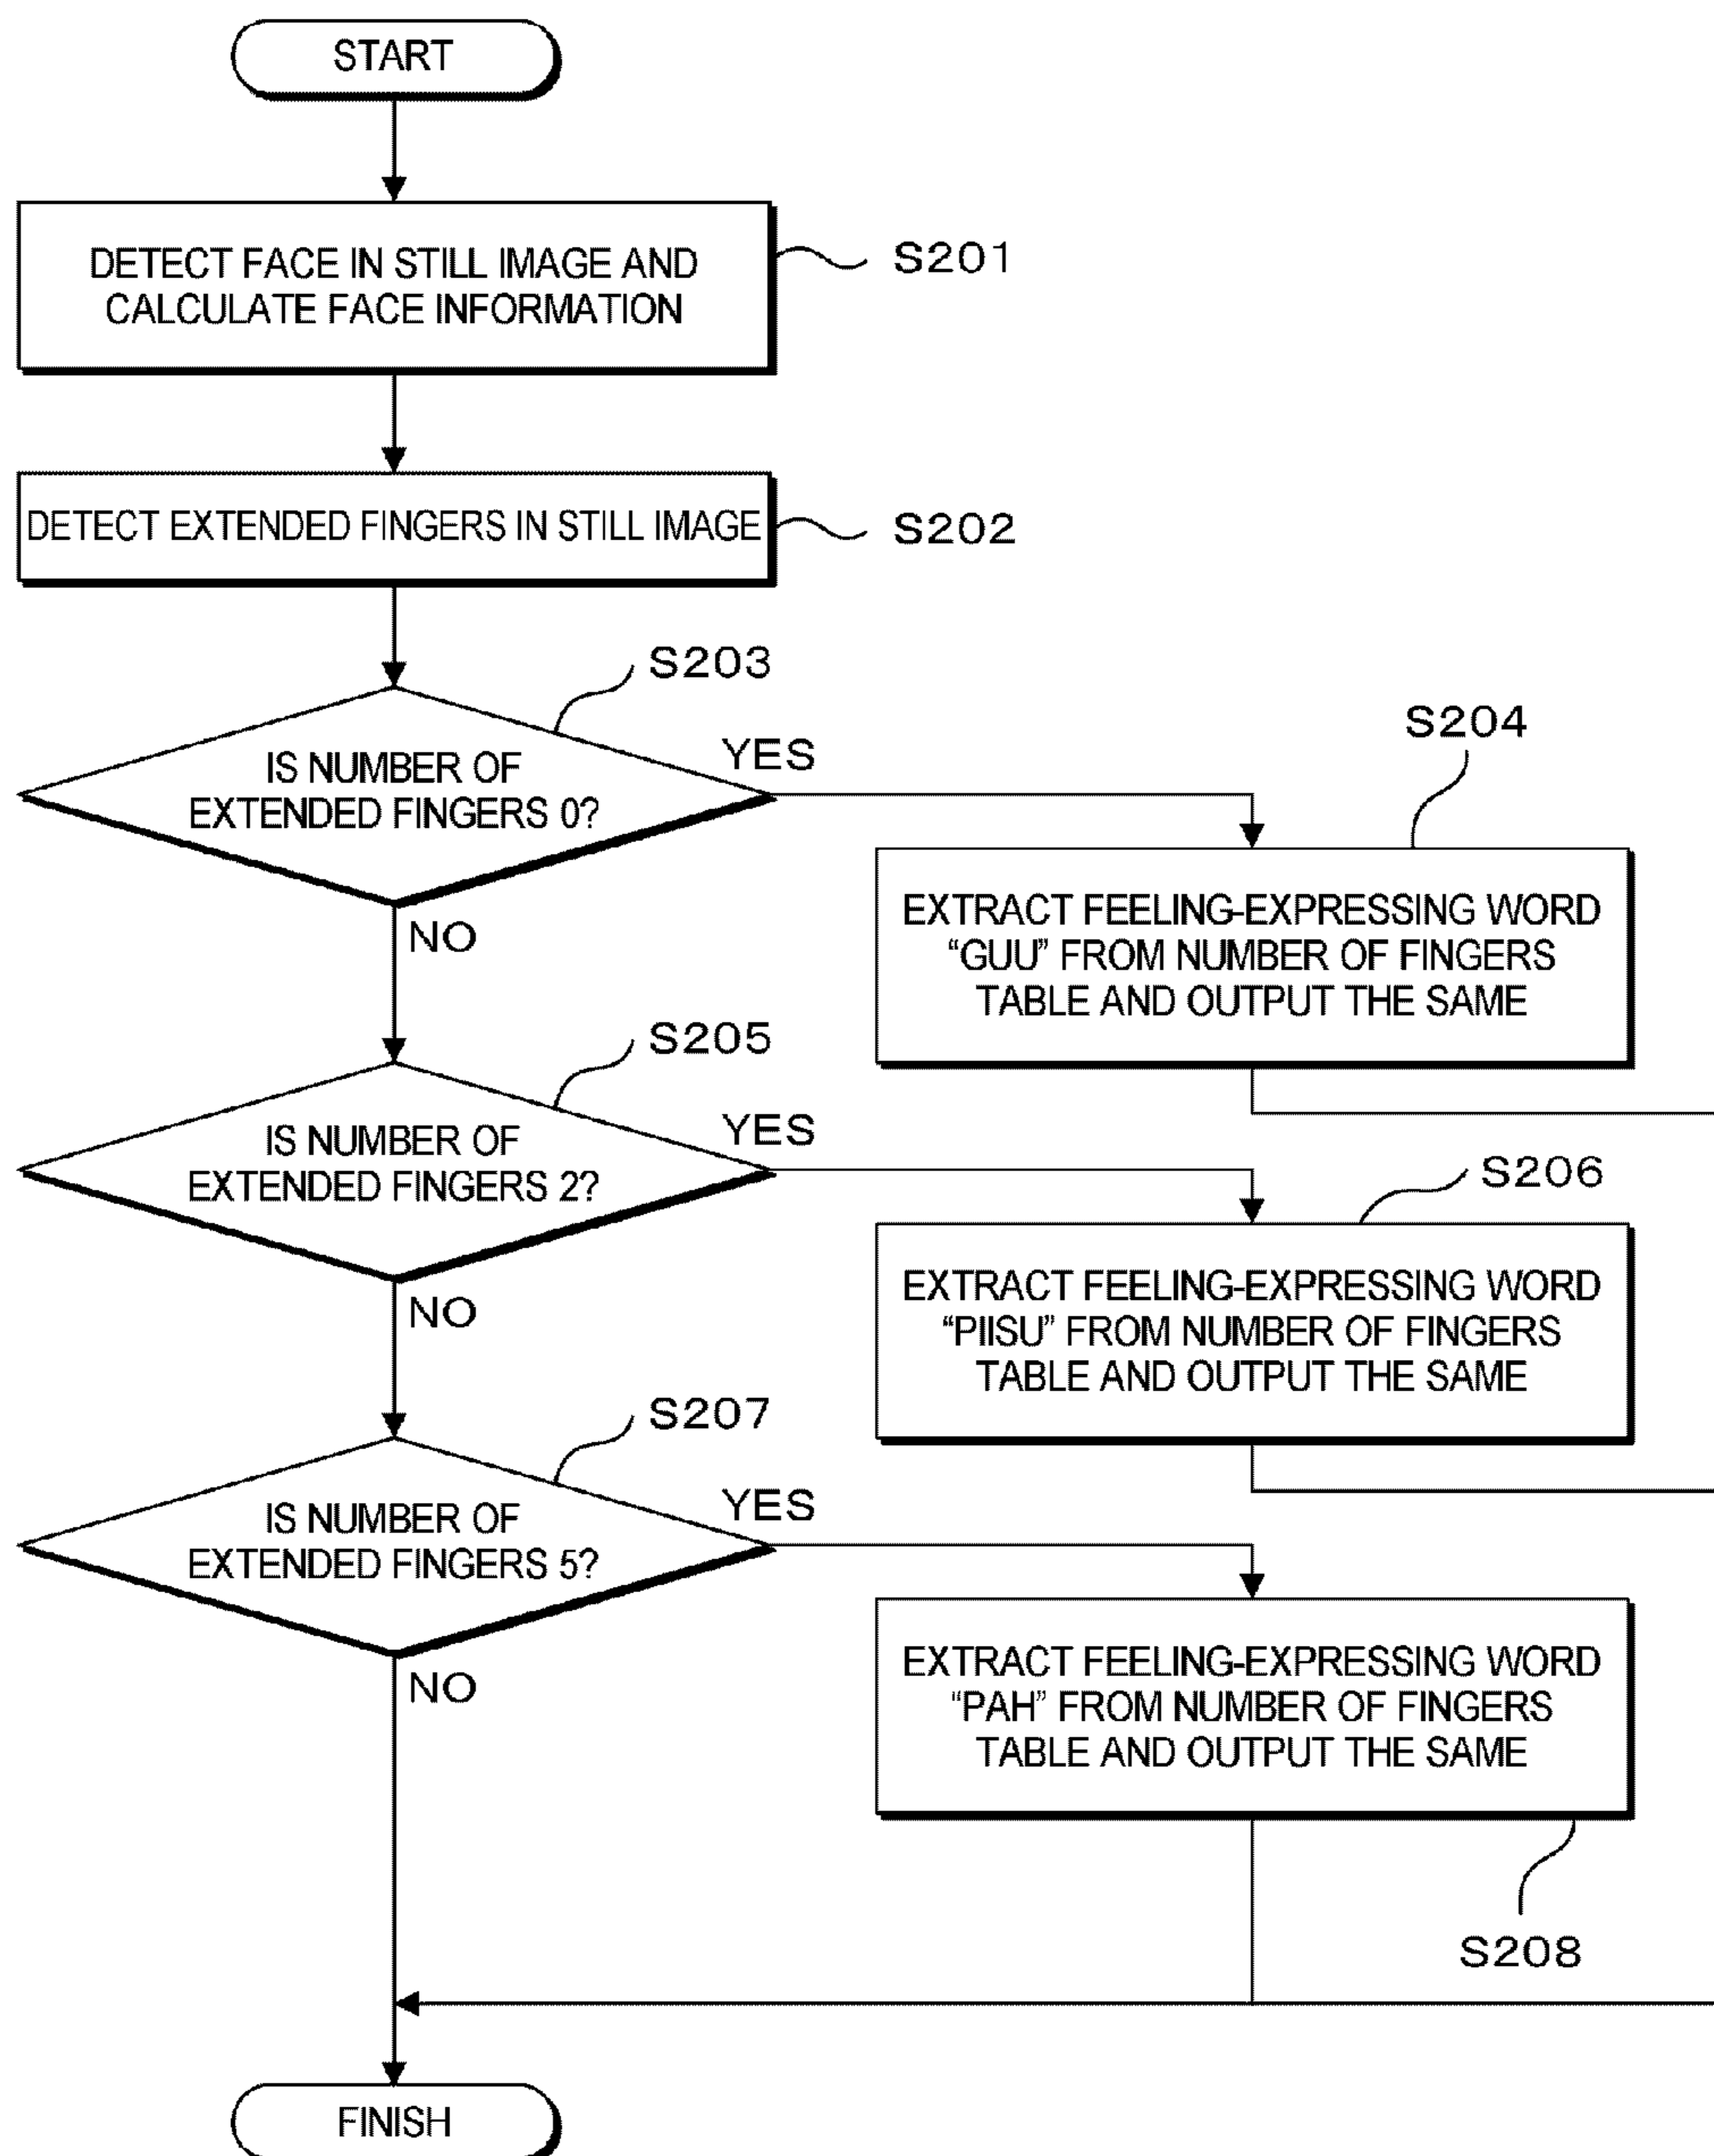 START
DETECT FACE IN STILL IMAGE AND
CALCULATE FACE INFORMATION
S201
DETECT EXTENDED FINGERS IN STILL IMAGE
S202
S203
IS NUMBER OF
EXTENDED FINGERS 0?
YES
NO
S204
EXTRACT FEELING-EXPRESSING WORD
“GUU” FROM NUMBER OF FINGERS
TABLE AND OUTPUT THE SAME
S205
IS NUMBER OF
EXTENDED FINGERS 2?
YES
NO
S206
EXTRACT FEELING-EXPRESSING WORD
“PIISU” FROM NUMBER OF FINGERS
TABLE AND OUTPUT THE SAME
S207
IS NUMBER OF
EXTENDED FINGERS 5?
YES
NO
EXTRACT FEELING-EXPRESSING WORD
“PAH” FROM NUMBER OF FINGERS
TABLE AND OUTPUT THE SAME
S208
FINISH